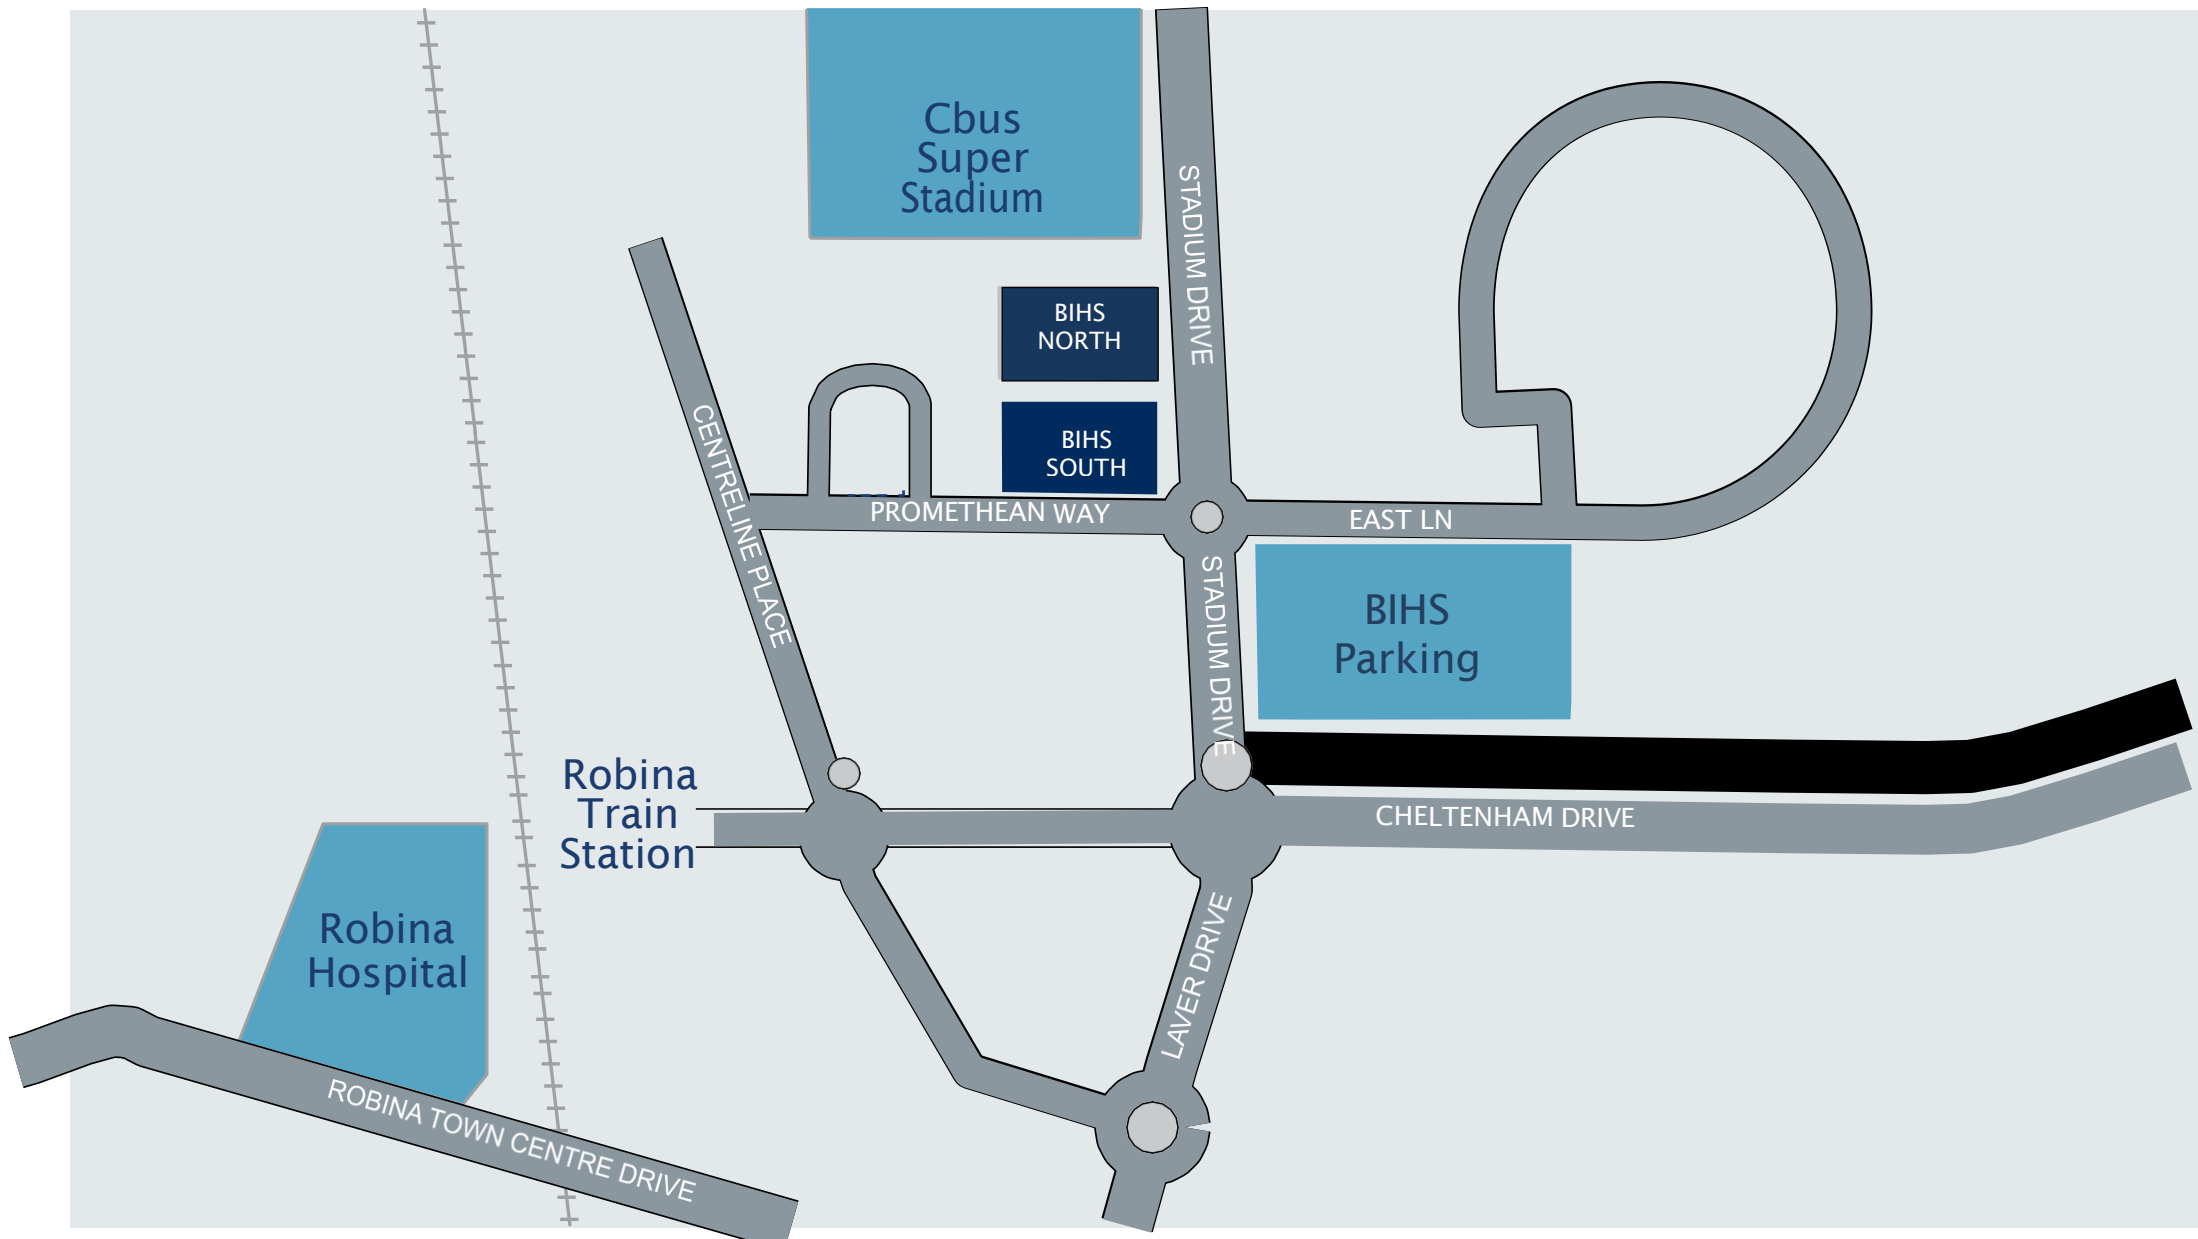 Cbus
Super
Stadium
STADIUM DRIVE
BIHS
NORTH
BIHS
SOUTH
CENTRELINE PLACE
PROMETHEAN WAY
EAST LN
STADIUM DRIVE
BIHS
Parking
Robina
Train
Station
CHELTENHAM DRIVE
Robina
Hospital
LAVER DRIVE
ROBINA TOWN CENTRE DRIVE